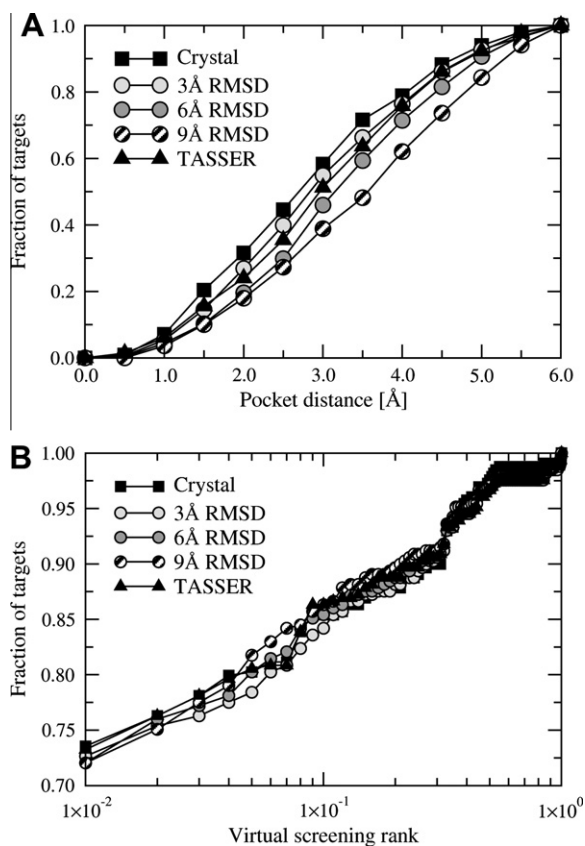 A
1.0
0.8
0.6
0.4
0.2
0.0
Fraction of targets
Crystal
3Å RMSD
6Å RMSD
9Å RMSD
TASSER
0.0 1.0 2.0 3.0 4.0 5.0 6.0
Pocket distance [Å]
B
1.00
0.95
0.90
0.85
0.80
0.75
0.70
Fraction of targets
Crystal
3Å RMSD
6Å RMSD
9Å RMSD
TASSER
1×10⁻² 1×10⁻¹ 1×10⁰
Virtual screening rank